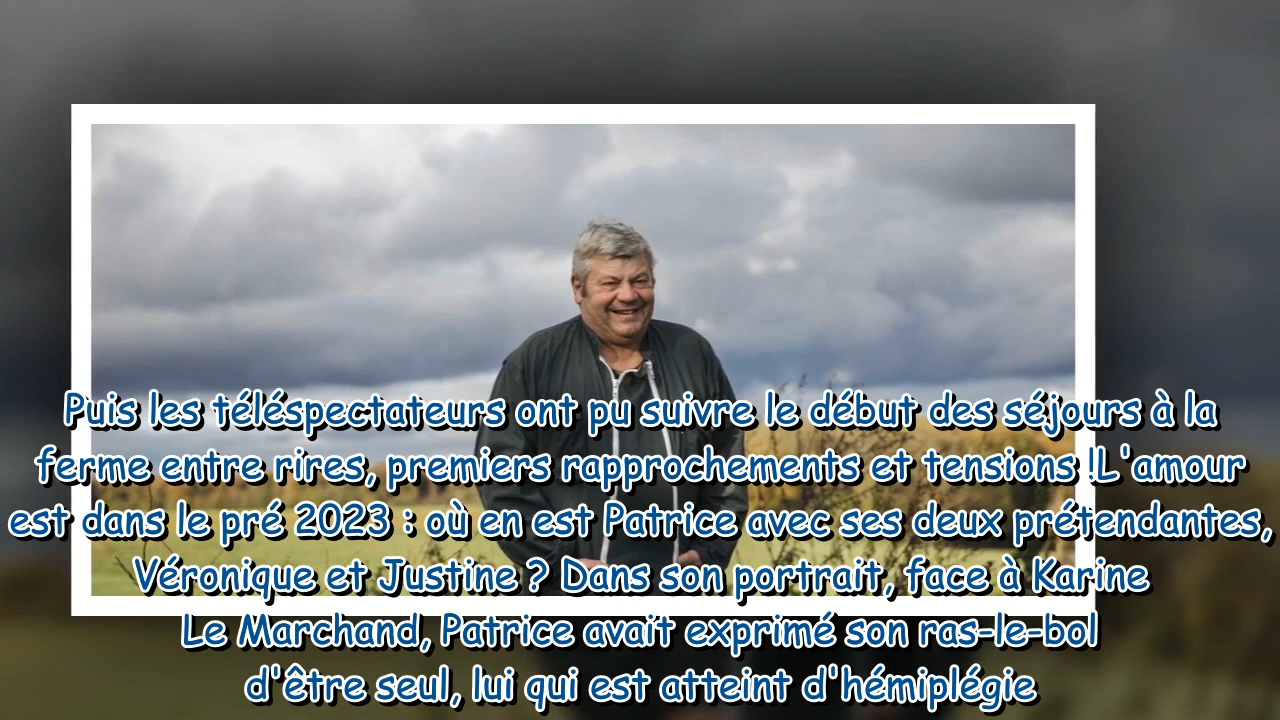 Puis les téléspectateurs ont pu suivre le début des séjours à la
ferme entre rires, premiers rapprochements et tensions !L'amour
est dans le pré 2023 : où en est Patrice avec ses deux prétendantes,
Véronique et Justine ? Dans son portrait, face à Karine
Le Marchand, Patrice avait exprimé son ras-le-bol
d'être seul, lui qui est atteint d'hémiplégie